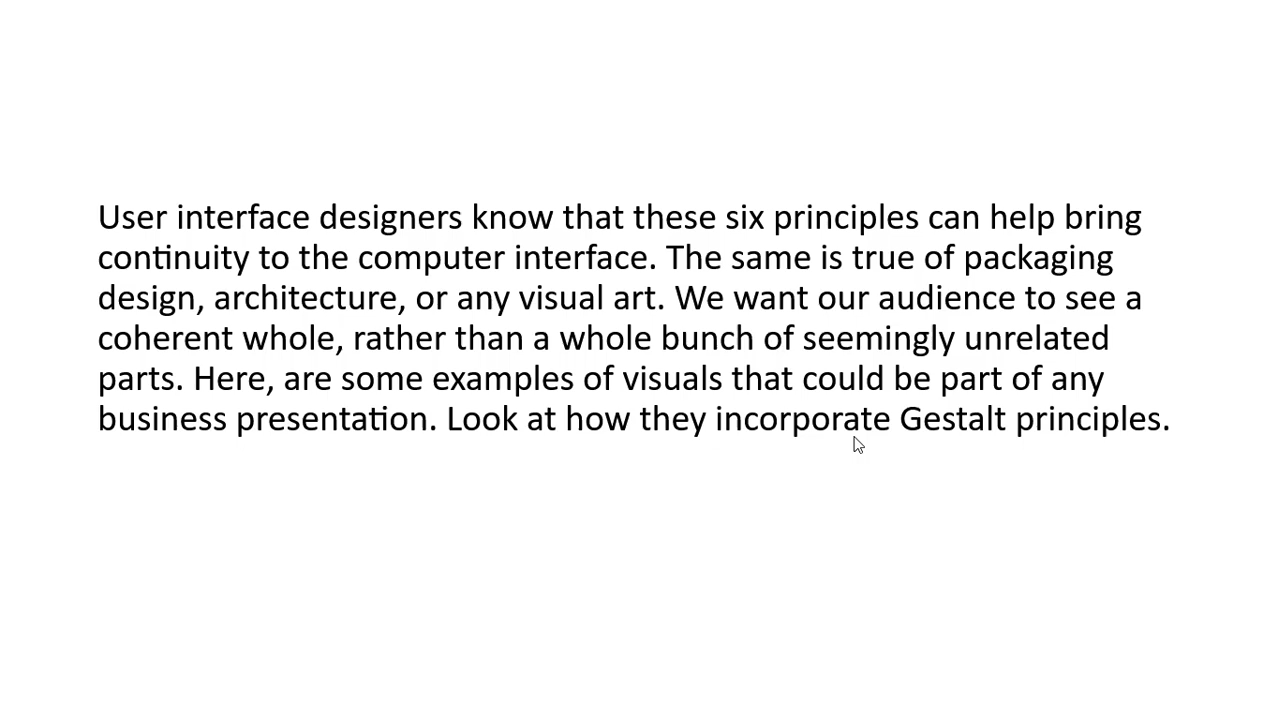 User interface designers know that these six principles can help bring
continuity to the computer interface. The same is true of packaging
design, architecture, or any visual art. We want our audience to see a
coherent whole, rather than a whole bunch of seemingly unrelated
parts. Here, are some examples of visuals that could be part of any
business presentation. Look at how they incorporate Gestalt principles.